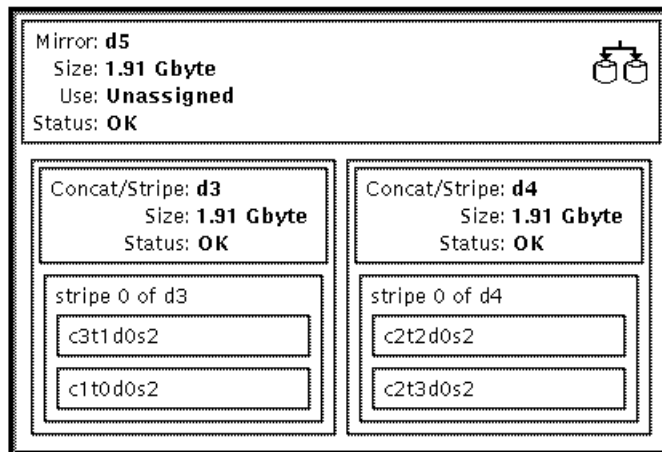 Mirror: d5
Size: 1.91 Gbyte
Use: Unassigned
Status: OK
Concat/Stripe: d3
Size: 1.91 Gbyte
Status: OK
stripe 0 of d3
c3t1d0s2
c1t0d0s2
Concat/Stripe: d4
Size: 1.91 Gbyte
Status: OK
stripe 0 of d4
c2t2d0s2
c2t3d0s2